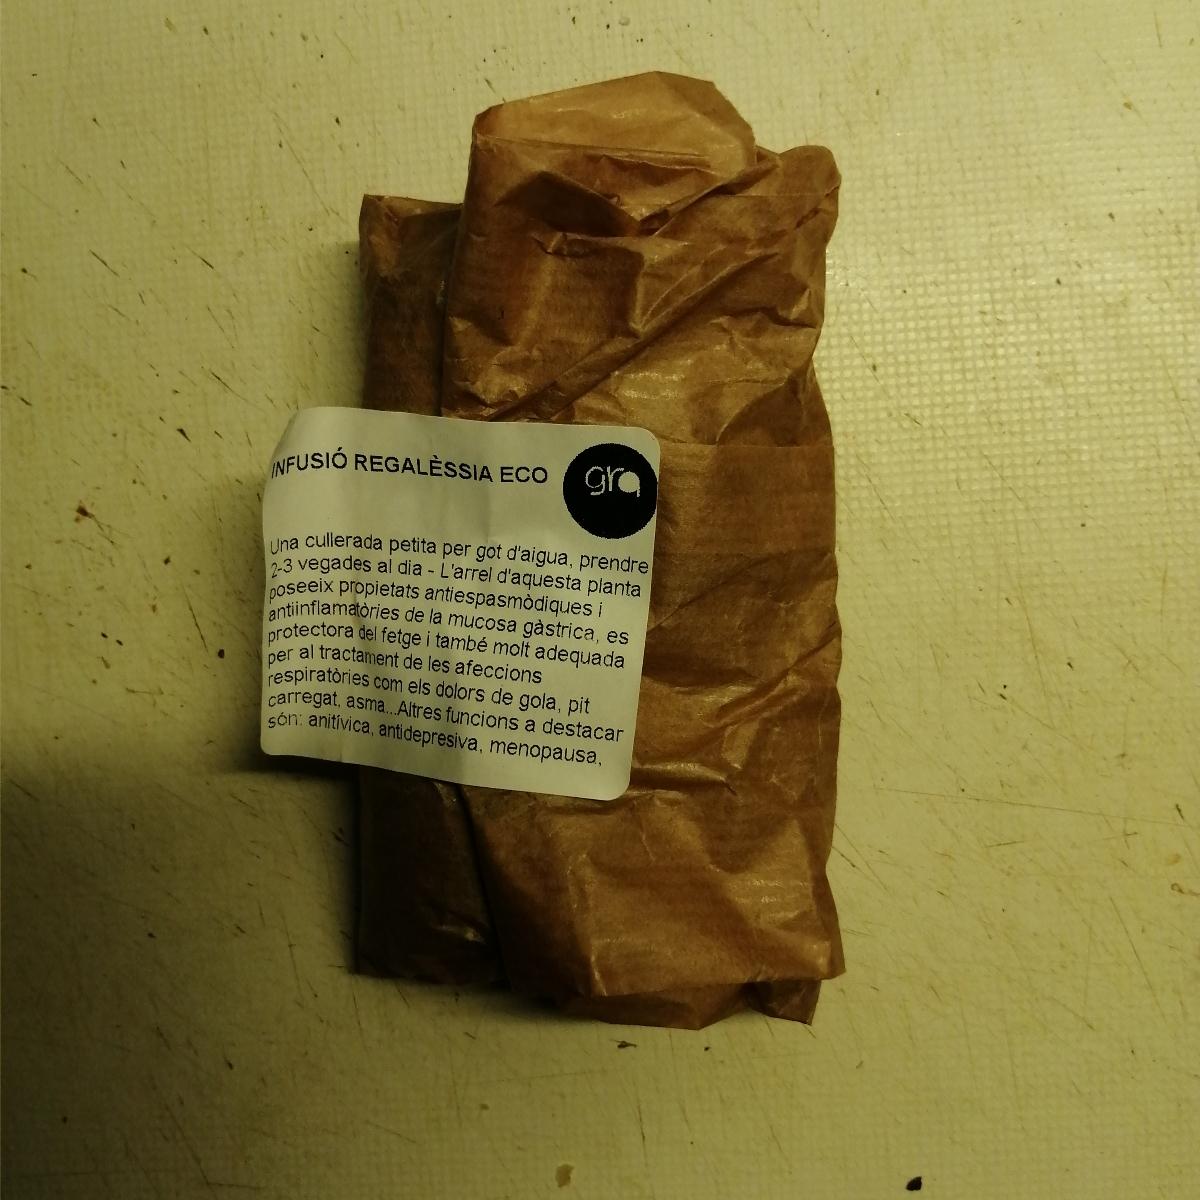 INFUSIÓ REGALÈSSIA ECO
gra
Una cullerada petita per got d'aigua, prendre
2-3 vegades al dia - L'arrel d'aquesta planta
poseeix propietats antiespasmòdiques i
antiinflamatòries de la mucosa gàstrica, es
protectora del fetge i també molt adequada
per al tractament de les afeccions
respiratòries com els dolors de gola, pit
carregat, asma...Altres funcions a destacar
són: anitívica, antidepresiva, menopausa,